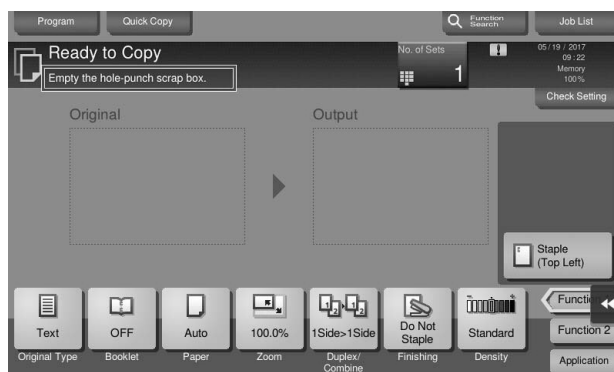 Program
Quick Copy
Function
Search
Job List
Ready to Copy
Empty the hole-punch scrap box.
No. of Sets
1
05/19/2017
09:22
Memory
100%
Check Setting
Original
Output
Staple
(Top Left)
Text
OFF
Auto
100.0%
1Side>1Side
Do Not
Staple
Standard
Function
Function 2
Original Type
Booklet
Paper
Zoom
Duplex/
Combine
Finishing
Density
Application